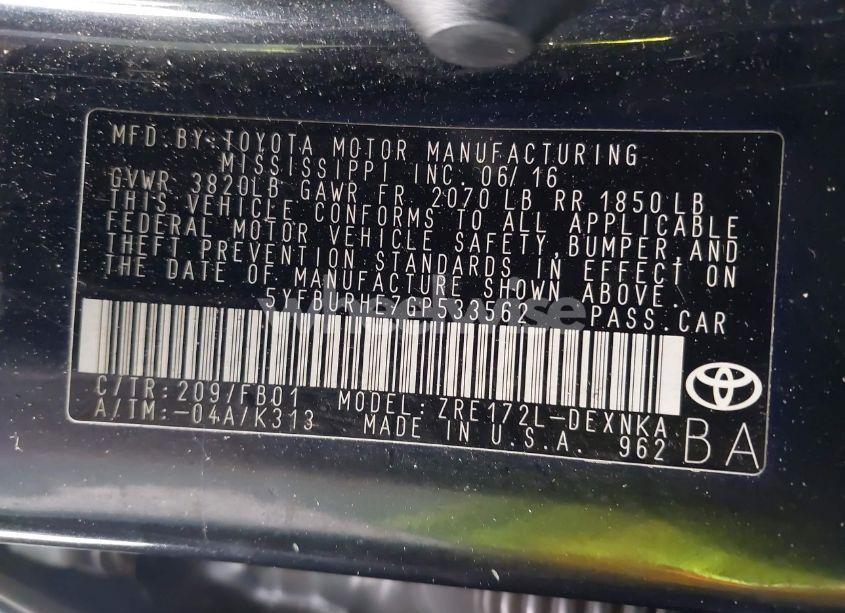 MFD.BY:TOYOTA MOTOR MANUFACTURING
MISSISSIPPI INC. 06/16
GVWR 3820LB GAWR FR 2070 LB RR 1850 LB
THIS VEHICLE CONFORMS TO ALL APPLICABLE
FEDERAL MOTOR VEHICLE SAFETY,BUMPER,AND
THEFT PREVENTION STANDARDS IN EFFECT ON
THE DATE OF MANUFACTURE SHOWN ABOVE.
5YFBURHE7GP533562 PASS.CAR
C/TR:209/FB01 MODEL: ZRE172L-DEXNKA
A/TM:-04A/K313 MADE IN U.S.A. 962
BA